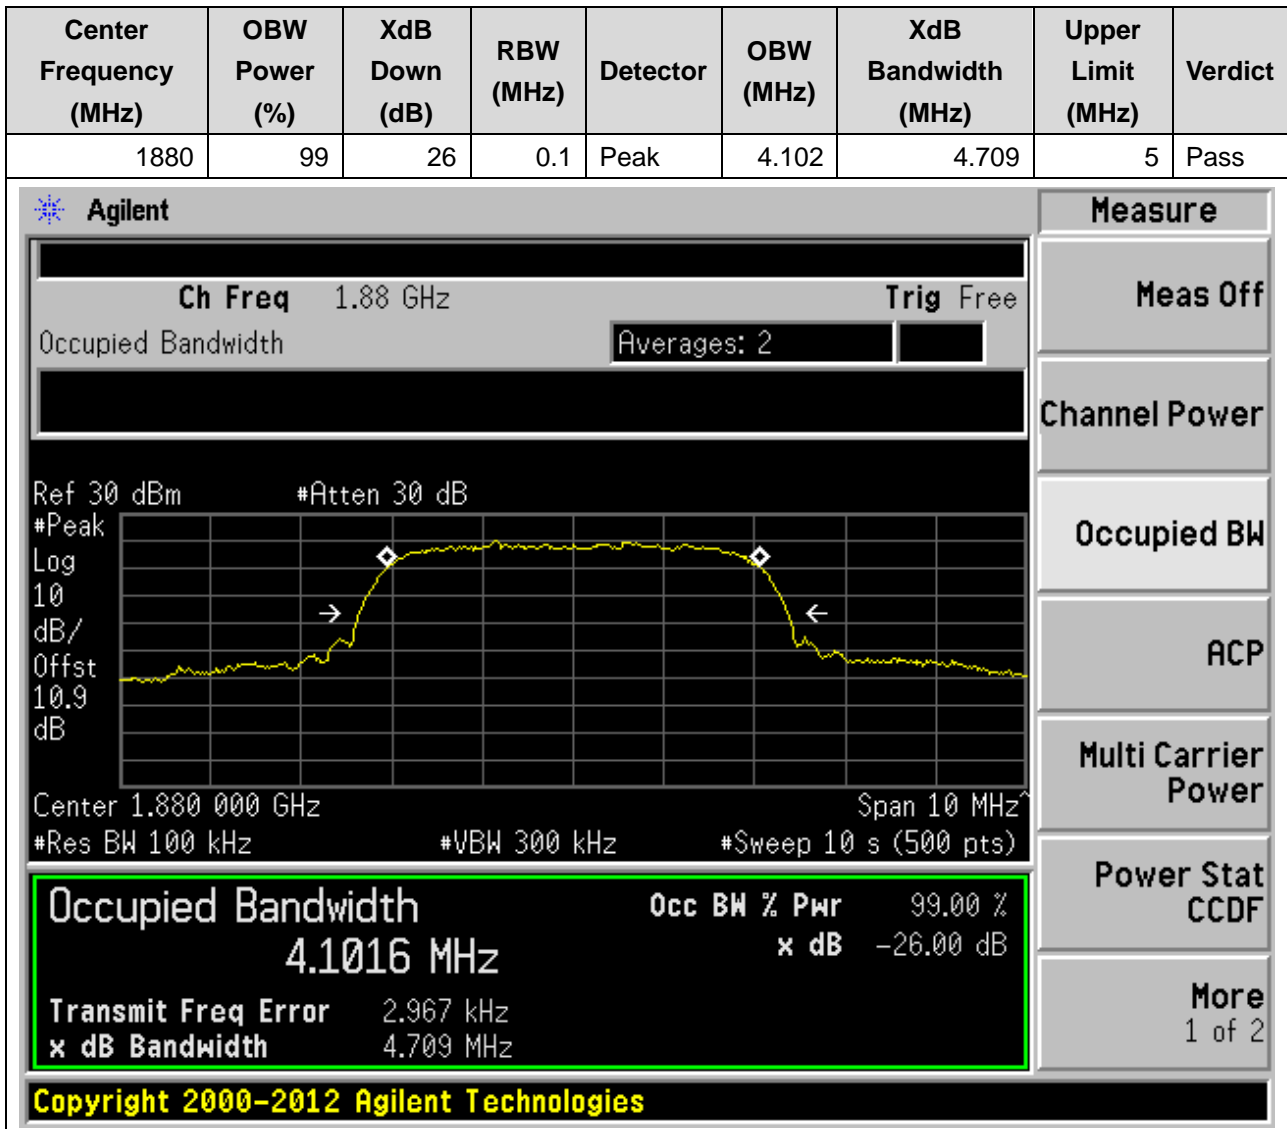 Center Frequency (MHz) OBW Power (%) XdB Down (dB) RBW (MHz) Detector OBW (MHz) XdB Bandwidth (MHz) Upper Limit (MHz) Verdict
1880 99 26 0.1 Peak 4.102 4.709 5 Pass
Agilent
Measure
Ch Freq 1.88 GHz Trig Free
Meas Off
Occupied Bandwidth Averages: 2
Channel Power
Ref 30 dBm #Atten 30 dB
#Peak
Log
10
dB/
Offst
10.9
dB
Occupied BW
ACP
Multi Carrier
Power
Center 1.880 000 GHz Span 10 MHz^
#Res BW 100 kHz #VBW 300 kHz #Sweep 10 s (500 pts)
Power Stat
CCDF
Occupied Bandwidth Occ BW % Pwr 99.00 %
4.1016 MHz x dB -26.00 dB
Transmit Freq Error 2.967 kHz
x dB Bandwidth 4.709 MHz
More
1 of 2
Copyright 2000-2012 Agilent Technologies